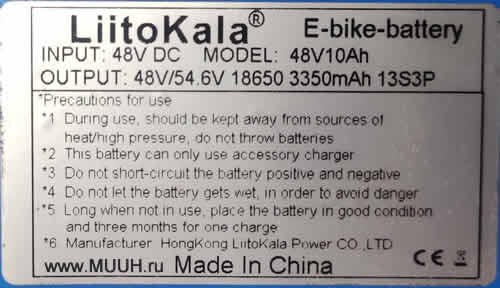 LiitoKala® E-bike-battery
INPUT: 48V DC MODEL: 48V10Ah
OUTPUT: 48V/54.6V 18650 3350mAh 13S3P
*Precautions for use
*1 During use, should be kept away from sources of
heat/high pressure, do not throw batteries
*2 This battery can only use accessory charger
*3 Do not short-circuit the battery positive and negative
*4 Do not let the battery gets wet, in order to avoid danger
*5 Long when not in use, place the battery in good condition
and three months for one charge
*6 Manufacturer HongKong LiitoKala Power CO.,LTD
www.MUUH.ru Made In China CE